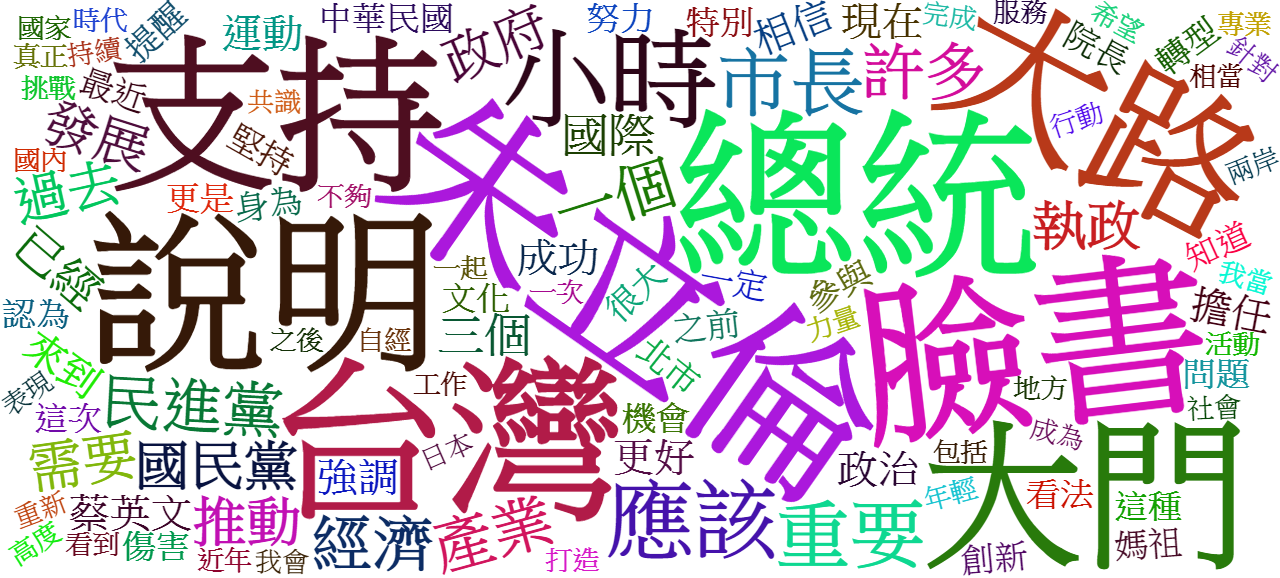 國家
時代
提醒
運動
中華民國
政府
努力
特別
相信
現在
完成
服務
希望
專業
真正
持續
支持
小時
市長
許多
大路
院長
轉型
針對
相當
挑戰
最近
共識
發展
堅持
朱立倫
國際
總統
行動
兩岸
國內
過去
更是
身為
不夠
一個
執政
知道
已經
說明
一起
成功
一次
文化
很大
一定
參與
臉書
擔任
我當
認為
之後
自經
三個
之前
力量
活動
來到
北市
問題
表現
這次
民進黨
台灣
工作
機會
地方
社會
需要
國民黨
強調
日本
更好
政治
大門
包括
成為
看法
這種
年輕
重新
蔡英文
推動
經濟
產業
應該
重要
高度
看到
傷害
近年
我會
打造
創新
媽祖